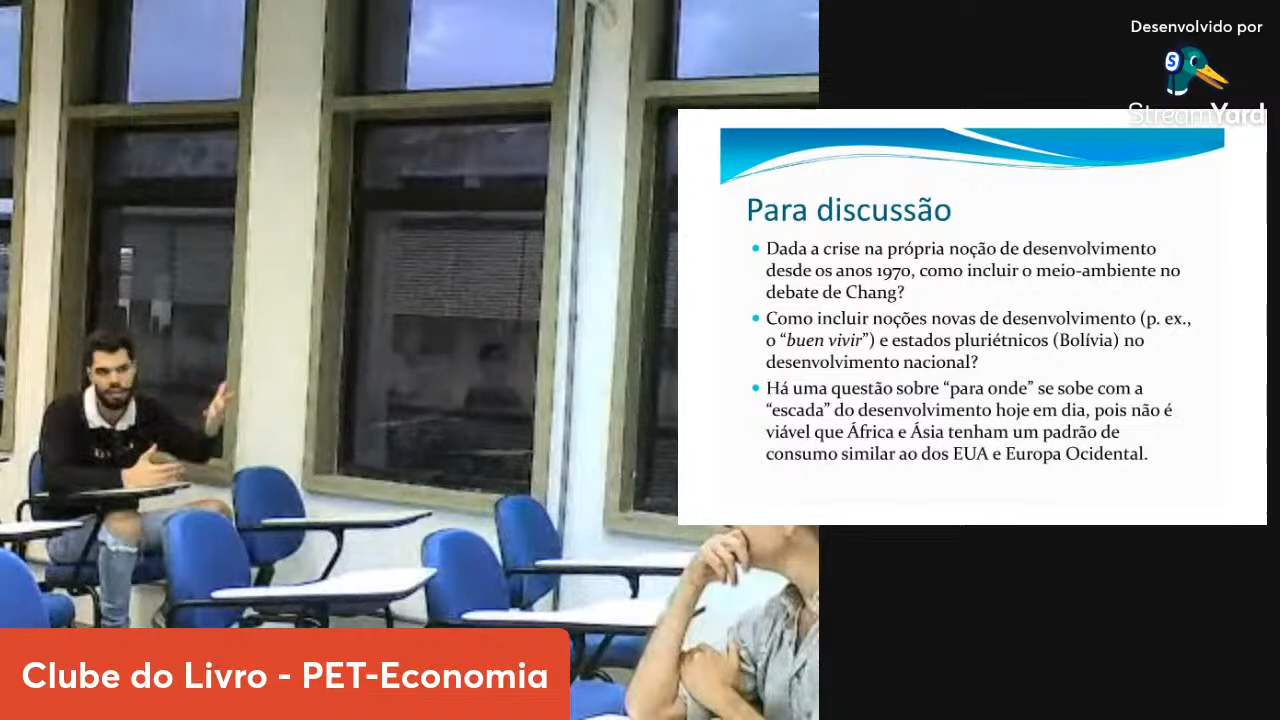 Desenvolvido por
S
StreamYard
Para discussão
Dada a crise na própria noção de desenvolvimento
desde os anos 1970, como incluir o meio-ambiente no
debate de Chang?
Como incluir noções novas de desenvolvimento (p. ex.,
o “buen vivir”) e estados pluriétnicos (Bolívia) no
desenvolvimento nacional?
Há uma questão sobre “para onde” se sobe com a
“escada” do desenvolvimento hoje em dia, pois não é
viável que África e Ásia tenham um padrão de
consumo similar ao dos EUA e Europa Ocidental.
Clube do Livro - PET-Economia